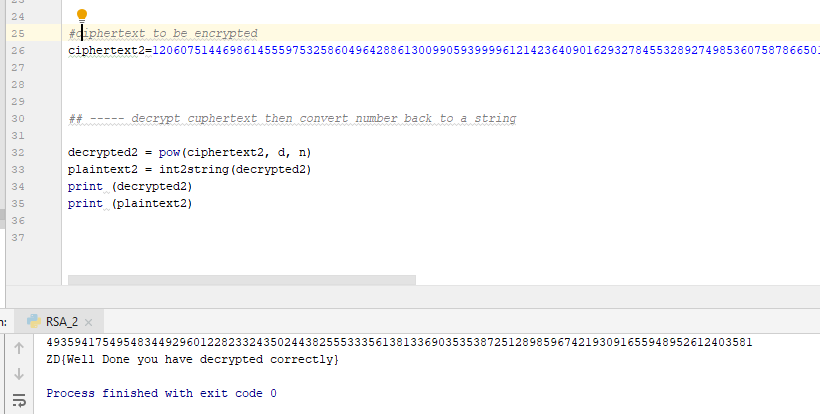 24
25 #ciphertext to be encrypted
26 ciphertext2=12060751446986145559753258604964288613009905939999612142364090162932784553289274985360758786650
27
28
29
30 ## ----- decrypt cuphertext then convert number back to a string
31
32 decrypted2 = pow(ciphertext2, d, n)
33 plaintext2 = int2string(decrypted2)
34 print (decrypted2)
35 print (plaintext2)
36
37
n: RSA_2
49359417549548344929601228233243502443825553335613813369035353872512898596742193091655948952612403581
ZD{Well Done you have decrypted correctly}
Process finished with exit code 0